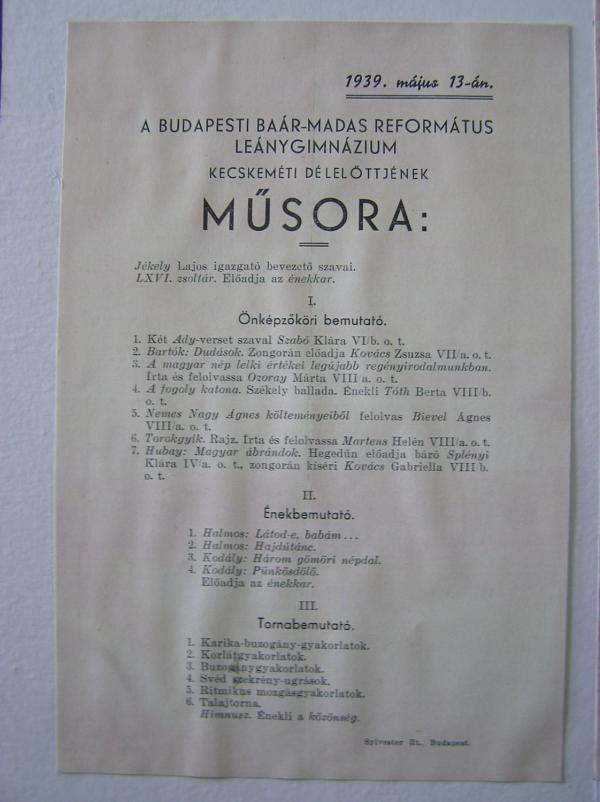 1939. május 13-án.
A BUDAPESTI BAÁR-MADAS REFORMÁTUS
LEÁNYGIMNÁZIUM
KECSKEMÉTI DÉLELŐTTJÉNEK
MŰSORA:
Jékely Lajos igazgató bevezető szavai.
LXVI. zsoltár. Előadja az énekkar.
I.
Önképzőköri bemutató.
1. Két Ady-verset szaval Szabó Klára VI/b. o. t.
2. Bartók: Dudások. Zongorán előadja Kovács Zsuzsa VII/a. o. t.
3. A magyar nép lelki értékei legújabb regényirodalmunkban.
Írta és felolvassa Ozoray Márta VIII/a. o. t.
4. A fogoly katona. Székely ballada. Énekli Tóth Berta VIII/b.
o. t.
5. Nemes Nagy Ágnes költeményeiből felolvas Bievel Ágnes
VIII/a. o. t.
6. Torokgyik. Rajz. Írta és felolvassa Martens Helén VIII/a. o. t.
7. Hubay: Magyar ábrándok. Hegedűn előadja báró Splényi
Klára IV/a. o. t., zongorán kíséri Kovács Gabriella VIII/b.
o. t.
II.
Énekbemutató.
1. Halmos: Látod-e, babám...
2. Halmos: Hajdútánc.
3. Kodály: Három gömöri népdal.
4. Kodály: Pünkösdölő.
Előadja az énekkar.
III.
Tornabemutató.
1. Karika-buzogány-gyakorlatok.
2. Korlátgyakorlatok.
3. Buzogánygyakorlatok.
4. Svéd szekrény-ugrások.
5. Ritmikus mozgásgyakorlatok.
6. Talajtorna.
Himnusz. Énekli a közönség.
Sylvester Rt., Budapest.